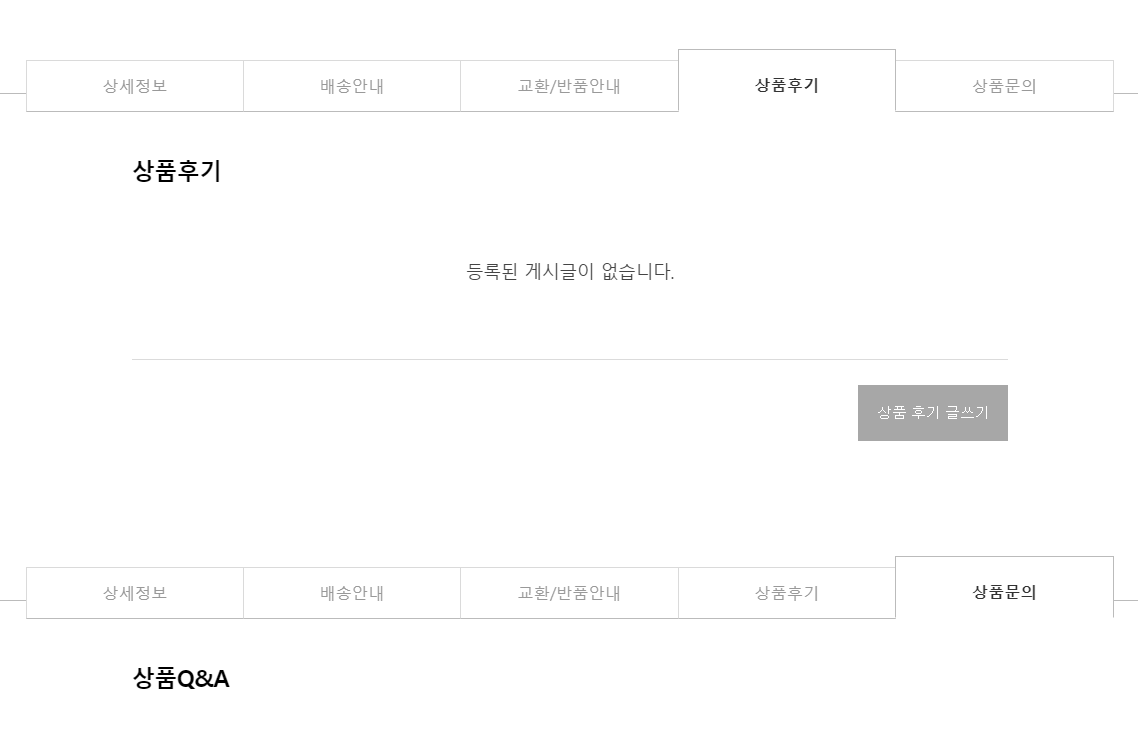 상세정보 배송안내 교환/반품안내 상품후기 상품문의
상품후기
등록된 게시글이 없습니다.
상품 후기 글쓰기
상세정보 배송안내 교환/반품안내 상품후기 상품문의
상품Q&A